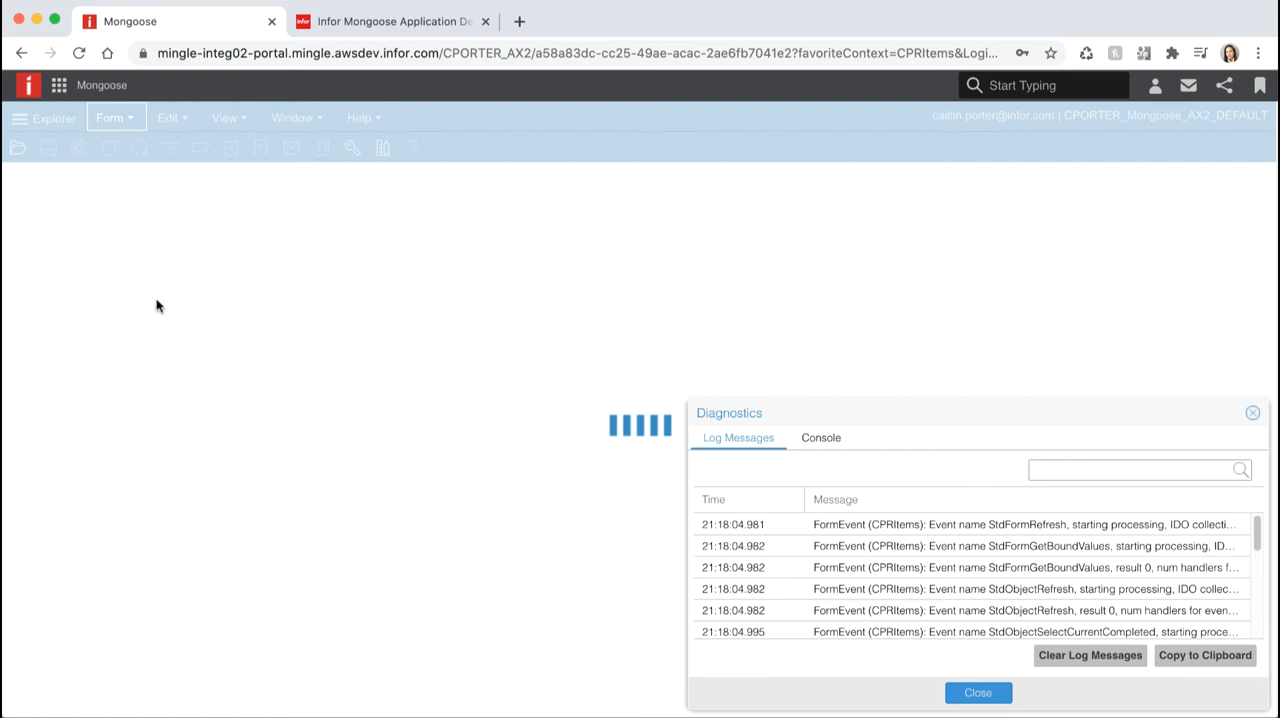 Mongoose
infor Infor Mongoose Application De
mingle-integ02-portal.mingle.awsdev.infor.com/CPORTER_AX2/a58a83dc-cc25-49ae-acac-2ae6fb7041e2?favoriteContext=CPRItems&Logi...
Mongoose Start Typing
Explorer Form Edit View Window Help caitlin.porter@infor.com | CPORTER_Mongoose_AX2_DEFAULT
Diagnostics
Log Messages Console
Time Message
21:18:04.981 FormEvent (CPRItems): Event name StdFormRefresh, starting processing, IDO collecti...
21:18:04.982 FormEvent (CPRItems): Event name StdFormGetBoundValues, starting processing, ID...
21:18:04.982 FormEvent (CPRItems): Event name StdFormGetBoundValues, result 0, num handlers f...
21:18:04.982 FormEvent (CPRItems): Event name StdObjectRefresh, starting processing, IDO collec...
21:18:04.982 FormEvent (CPRItems): Event name StdObjectRefresh, result 0, num handlers for even...
21:18:04.995 FormEvent (CPRItems): Event name StdObjectSelectCurrentCompleted, starting proce...
Clear Log Messages Copy to Clipboard
Close